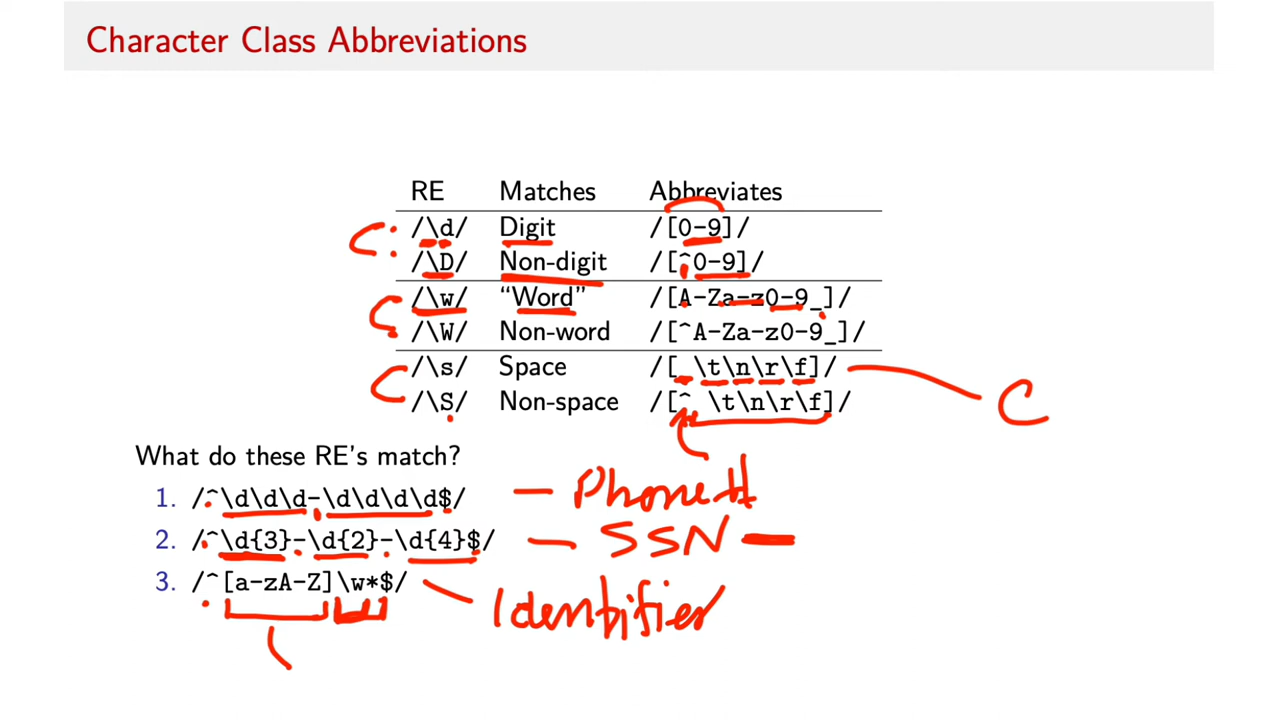 Character Class Abbreviations
RE Matches Abbreviates
/\d/ Digit /[0-9]/
/\D/ Non-digit /[^0-9]/
/\w/ “Word” /[A-Za-z0-9_]/
/\W/ Non-word /[^A-Za-z0-9_]/
/\s/ Space /[ \t\n\r\f]/
/\S/ Non-space /[^ \t\n\r\f]/
C
What do these RE's match?
1. /^\d\d\d-\d\d\d\d$/ — Phone #
2. /^\d{3}-\d{2}-\d{4}$/ — SSN —
3. /^[a-zA-Z]\w*$/ Identifier